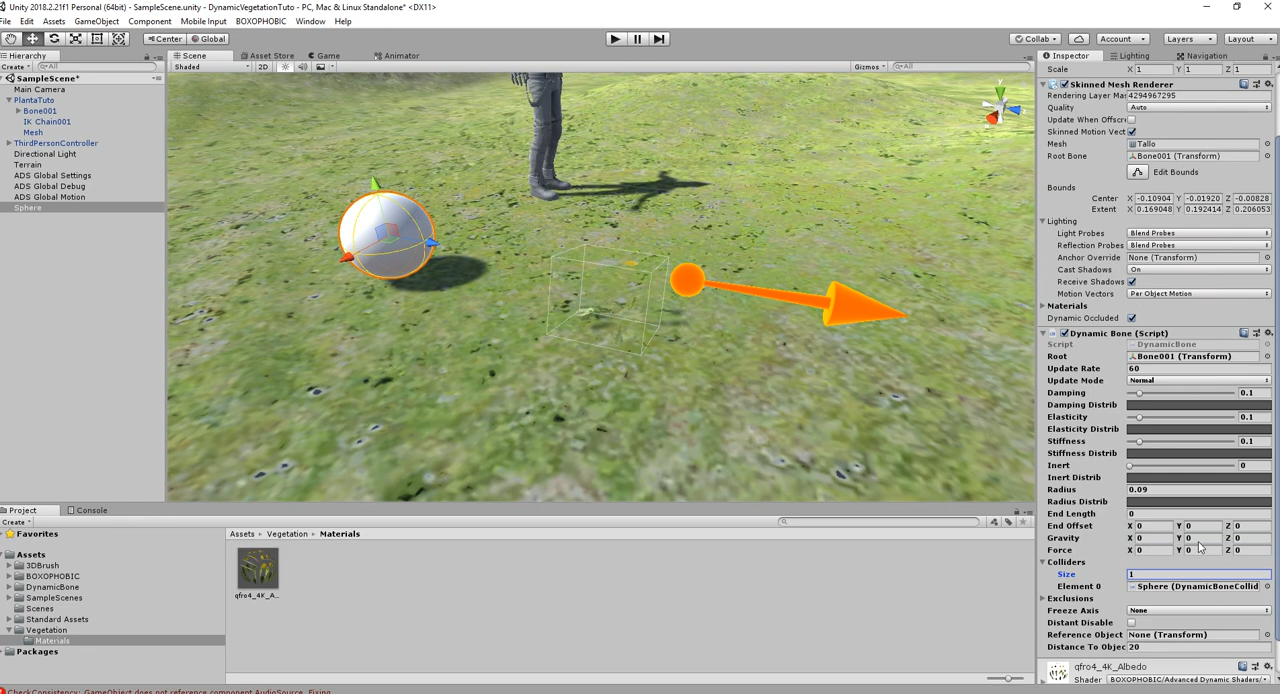 Unity 2018.2.21f1 Personal (64bit) - SampleScene.unity - DynamicVegetationTuto - PC, Mac & Linux Standalone* <DX11>
File Edit Assets GameObject Component Mobile Input BOXOPHOBIC Window Help
Center Global Collab Account Layers Layout
Hierarchy
Create All
SampleScene*
Main Camera
PlantaTuto
Bone001
IK Chain001
Mesh
ThirdPersonController
Directional Light
Terrain
ADS Global Settings
ADS Global Debug
ADS Global Motion
Sphere
Scene Asset Store Game Animator
Shaded 2D Gizmos All
y
Inspector Lighting Navigation
Scale X 1 Y 1 Z 1
Skinned Mesh Renderer
Rendering Layer Mas 4294967295
Quality Auto
Update When Offscre
Skinned Motion Vect
Mesh Tallo
Root Bone Bone001 (Transform)
Edit Bounds
Bounds
Center X -0.10904 Y -0.01920 Z -0.00828
Extent X 0.169048 Y 0.192414 Z 0.206053
Lighting
Light Probes Blend Probes
Reflection Probes Blend Probes
Anchor Override None (Transform)
Cast Shadows On
Receive Shadows
Motion Vectors Per Object Motion
Materials
Dynamic Occluded
Dynamic Bone (Script)
Script DynamicBone
Root Bone001 (Transform)
Update Rate 60
Update Mode Normal
Damping 0.1
Damping Distrib
Elasticity 0.1
Elasticity Distrib
Stiffness 0.1
Stiffness Distrib
Inert 0
Inert Distrib
Radius 0.09
Radius Distrib
End Length 0
End Offset X 0 Y 0 Z 0
Gravity X 0 Y 0 Z 0
Force X 0 Y 0 Z 0
Colliders
Size 1
Element 0 Sphere (DynamicBoneCollid
Exclusions
Freeze Axis None
Distant Disable
Reference Object None (Transform)
Distance To Objec 20
qfro4_4K_Albedo
Shader BOXOPHOBIC/Advanced Dynamic Shaders/
Project Console
Create
Favorites
Assets
3DBrush
BOXOPHOBIC
DynamicBone
SampleScenes
Scenes
Standard Assets
Vegetation
Materials
Packages
Assets Vegetation Materials
qfro4_4K_A...
CheckConsistency: GameObject does not reference component AudioSource. Fixing.